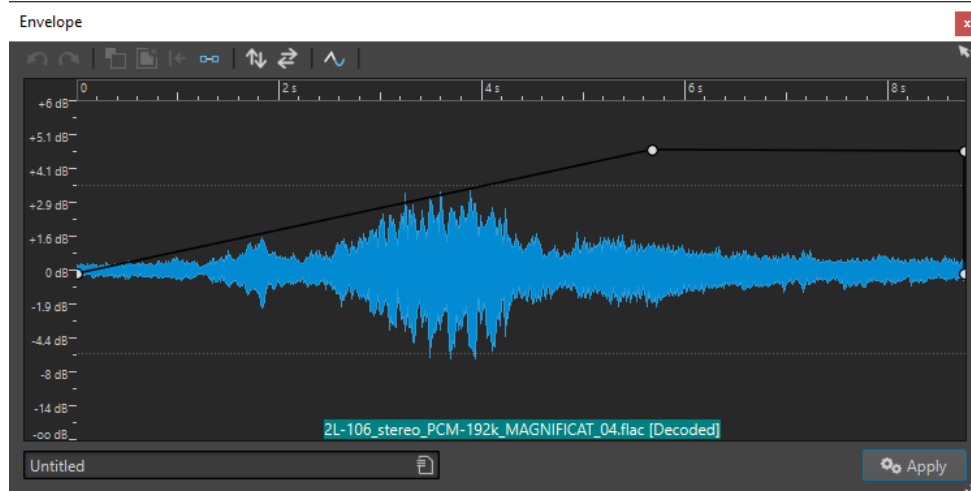 Envelope
x
0 2 s 4 s 6 s 8 s
+6 dB
+5.1 dB
+4.1 dB
+2.9 dB
+1.6 dB
0 dB
-1.9 dB
-4.4 dB
-8 dB
-14 dB
-oo dB
2L-106_stereo_PCM-192k_MAGNIFICAT_04.flac [Decoded]
Untitled
Apply